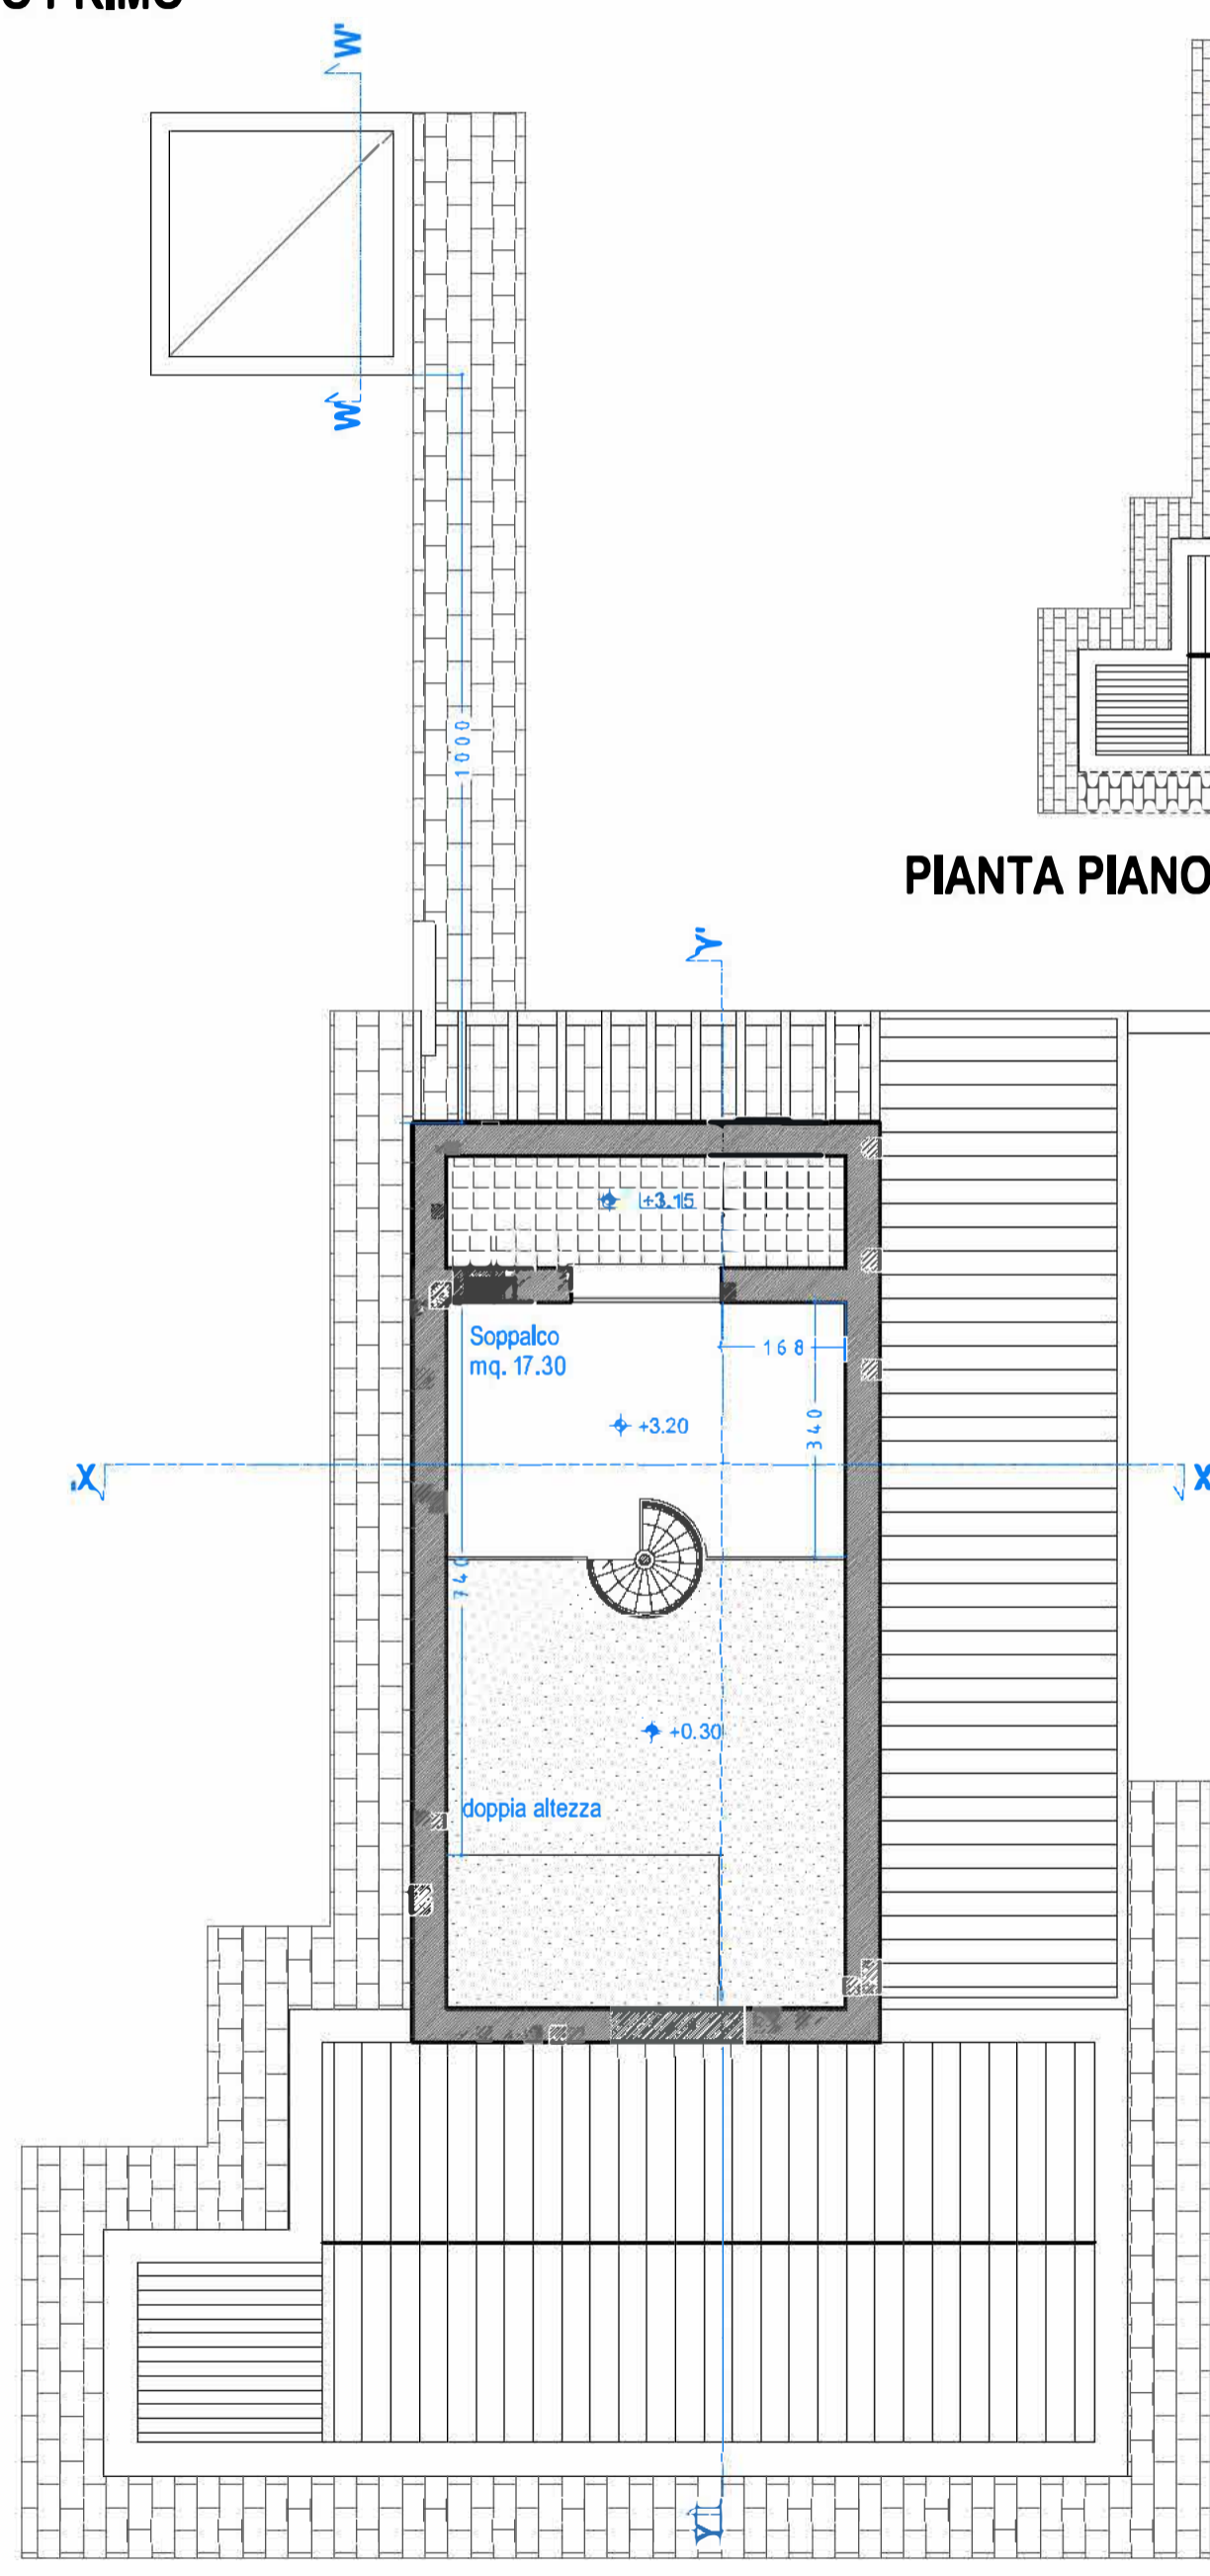 W'
W'
1000
PIANTA PIANO
Y'
+3.15
Soppalco
mq. 17.30
168
+3.20
340
X
X
740
+0.30
doppia altezza
Y